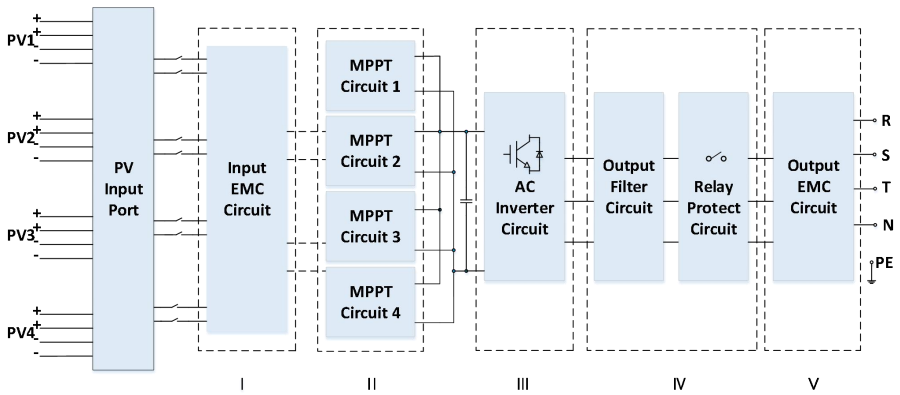 +
+
PV1
-
-
+
+
PV2
-
-
+
+
PV3
-
-
+
+
PV4
-
-
PV
Input
Port
Input
EMC
Circuit
MPPT
Circuit 1
MPPT
Circuit 2
MPPT
Circuit 3
MPPT
Circuit 4
AC
Inverter
Circuit
Output
Filter
Circuit
Relay
Protect
Circuit
Output
EMC
Circuit
R
S
T
N
PE
I
II
III
IV
V